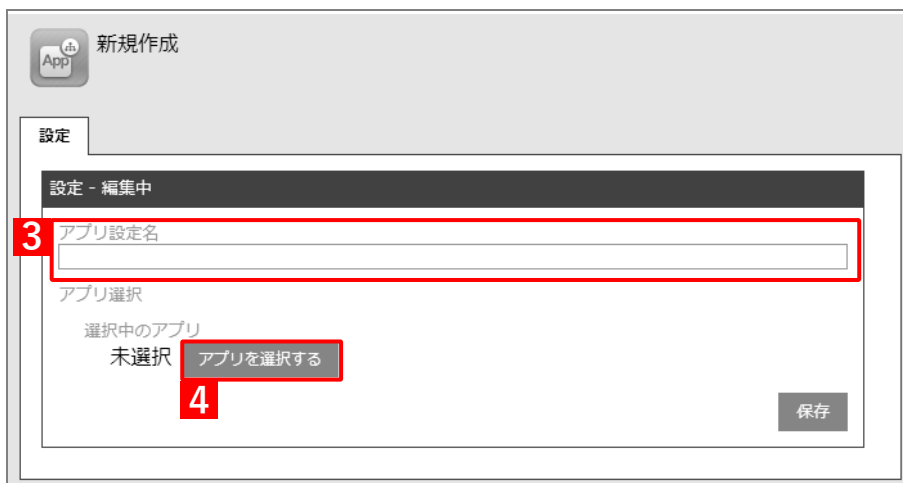 App
新規作成
設定
設定 - 編集中
3
アプリ設定名
アプリ選択
選択中のアプリ
未選択 アプリを選択する
4
保存